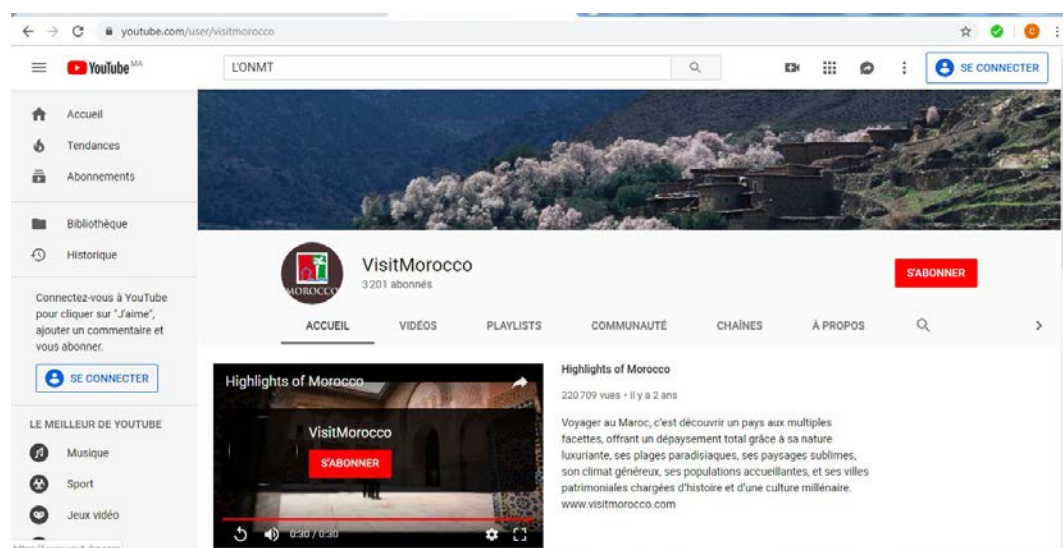 youtube.com/user/visitmorocco
YouTube MA
L'ONMT
SE CONNECTER
Accueil
Tendances
Abonnements
Bibliothèque
Historique
Connectez-vous à YouTube
pour cliquer sur "J'aime",
ajouter un commentaire et
vous abonner.
SE CONNECTER
LE MEILLEUR DE YOUTUBE
Musique
Sport
Jeux vidéo
MOROCCO
VisitMorocco
3 201 abonnés
S'ABONNER
ACCUEIL VIDÉOS PLAYLISTS COMMUNAUTÉ CHAÎNES À PROPOS
Highlights of Morocco
VisitMorocco
S'ABONNER
0:30 / 0:30
Highlights of Morocco
220 709 vues • il y a 2 ans
Voyager au Maroc, c'est découvrir un pays aux multiples
facettes, offrant un dépaysement total grâce à sa nature
luxuriante, ses plages paradisiaques, ses paysages sublimes,
son climat généreux, ses populations accueillantes, et ses villes
patrimoniales chargées d'histoire et d'une culture millénaire.
www.visitmorocco.com